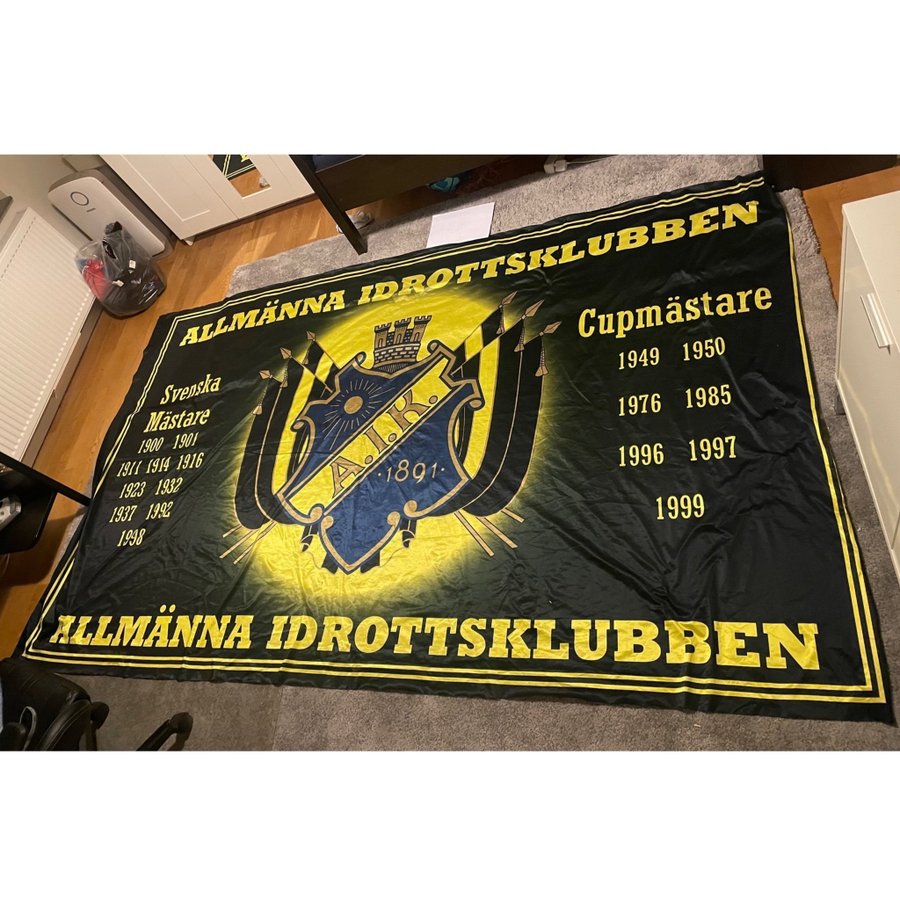 ALLMÄNNA IDROTTSKLUBBEN
Svenska
Mästare
1900 1901
1911 1914 1916
1923 1932
1937 1992
1998
A.I.K.
·1891·
Cupmästare
1949 1950
1976 1985
1996 1997
1999
ALLMÄNNA IDROTTSKLUBBEN